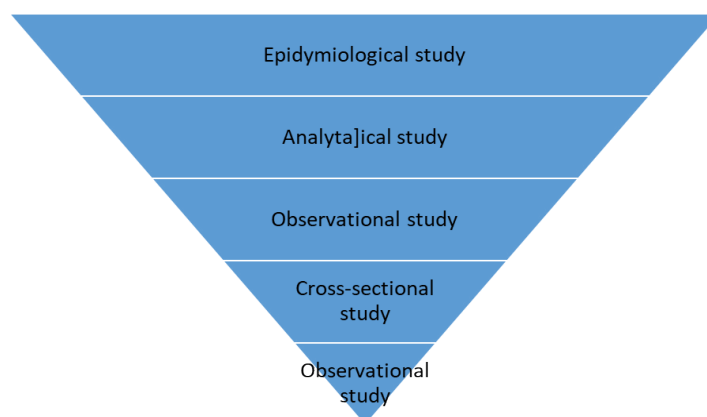 Epidymiological study
Analyta]ical study
Observational study
Cross-sectional
study
Observational
study